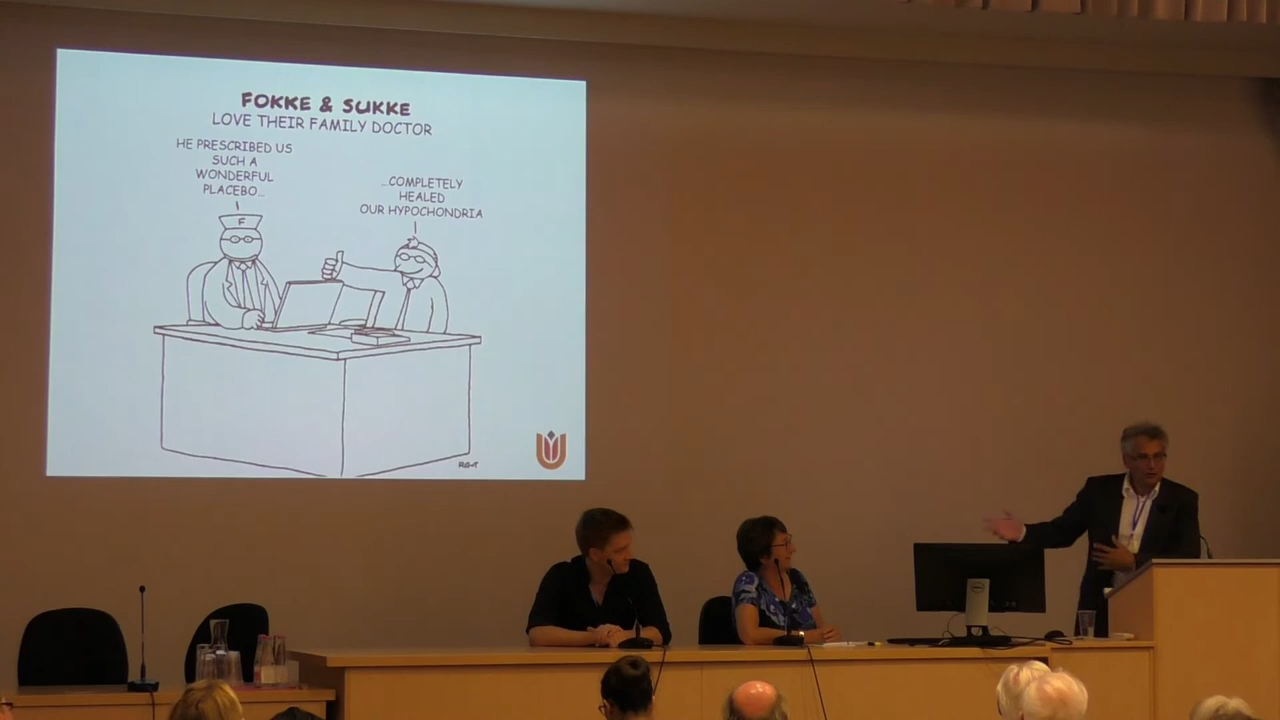 FOKKE & SUKKE
LOVE THEIR FAMILY DOCTOR
HE PRESCRIBED US
SUCH A
WONDERFUL
PLACEBO...
...COMPLETELY
HEALED
OUR HYPOCHONDRIA
F